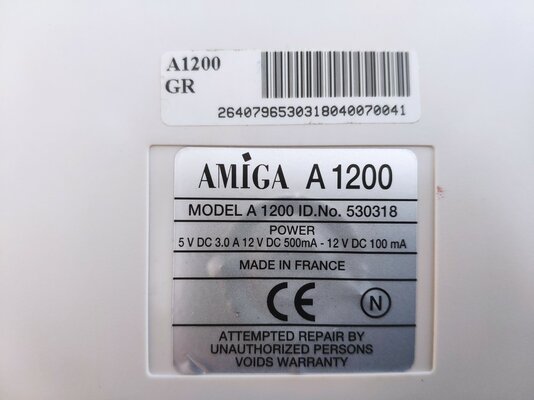 A1200
GR
2640796530318040070041
AMIGA A1200
MODEL A 1200 ID.No. 530318
POWER
5 V DC 3.0 A 12 V DC 500mA - 12 V DC 100 mA
MADE IN FRANCE
CE N
ATTEMPTED REPAIR BY
UNAUTHORIZED PERSONS
VOIDS WARRANTY